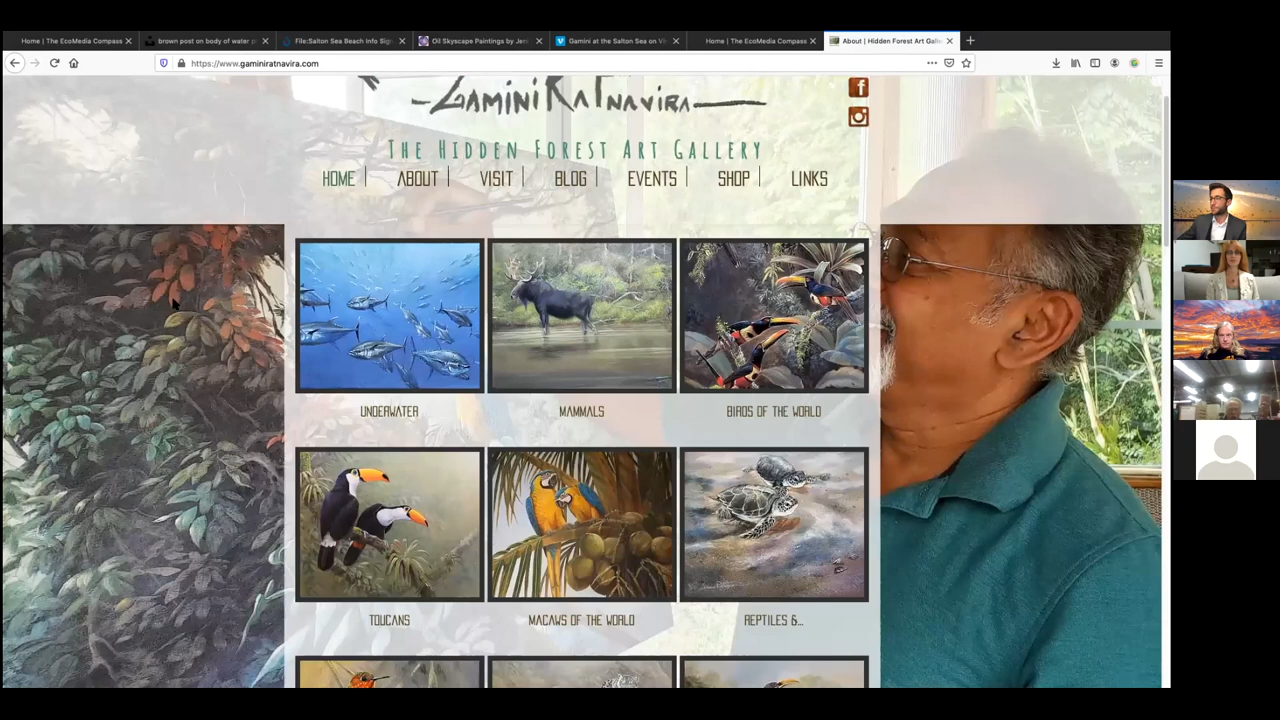 Home | The EcoMedia Compass
brown post on body of water p
File:Salton Sea Beach Info Sign
Oil Skyscape Paintings by Jer
Gamini at the Salton Sea on Vi
Home | The EcoMedia Compass
About | Hidden Forest Art Gall
https://www.gaminiratnavira.com
Gamini Ratnavira
The Hidden Forest Art Gallery
HOME | ABOUT | VISIT | BLOG | EVENTS | SHOP | LINKS
UNDERWATER
MAMMALS
BIRDS OF THE WORLD
TOUCANS
MACAWS OF THE WORLD
REPTILES &...